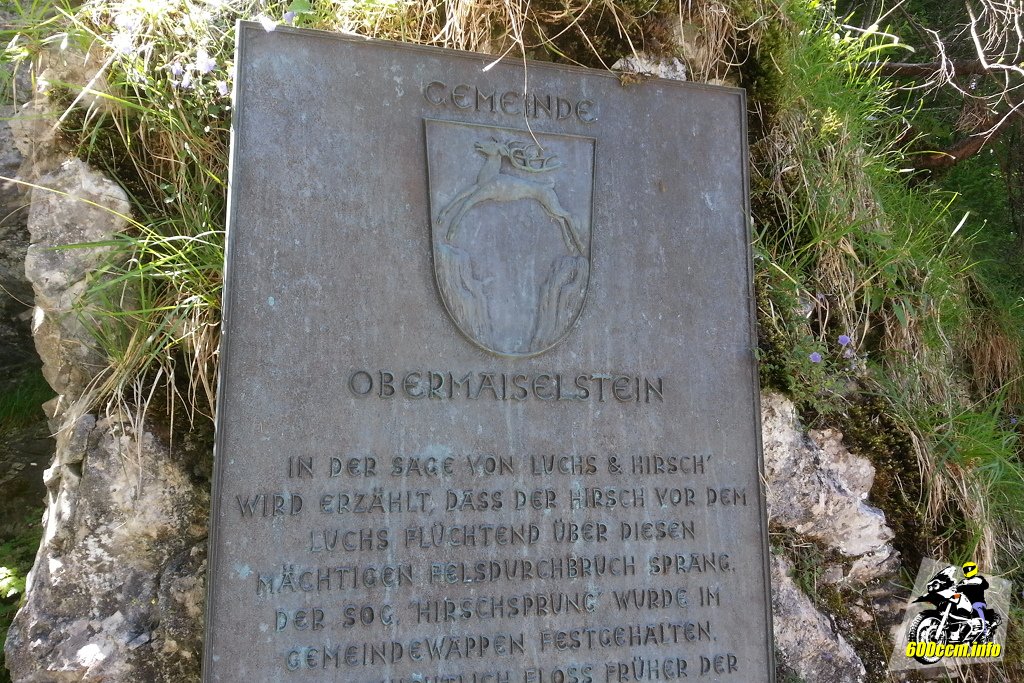 GEMEINDE
OBERMAISELSTEIN
IN DER SAGE VON 'LUCHS & HIRSCH'
WIRD ERZÄHLT, DASS DER HIRSCH VOR DEM
LUCHS FLÜCHTEND ÜBER DIESEN
MÄCHTIGEN FELSDURCHBRUCH SPRANG.
DER SOG. "HIRSCHSPRUNG" WURDE IM
GEMEINDEWAPPEN FESTGEHALTEN.
FLOSS FRÜHER DER
600ccm.info